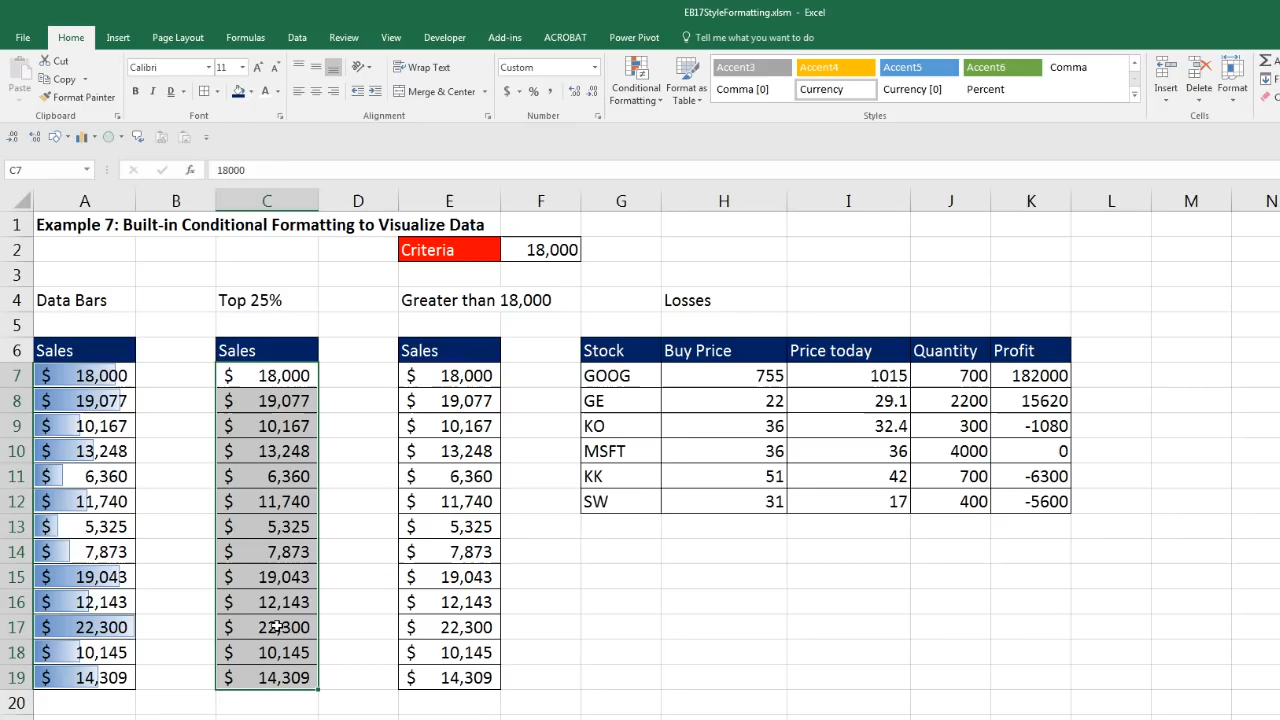 EB17StyleFormatting.xlsm - Excel
File Home Insert Page Layout Formulas Data Review View Developer Add-ins ACROBAT Power Pivot Tell me what you want to do
Cut
Copy
Format Painter
Paste
Clipboard
Calibri 11
B I U
Font
Wrap Text
Merge & Center
Alignment
Custom
$ % ,
Number
Conditional Formatting
Format as Table
Accent3 Accent4 Accent5 Accent6 Comma
Comma [0] Currency Currency [0] Percent
Styles
Insert Delete Format
Cells
C7 fx 18000
A B C D E F G H I J K L M N
1 Example 7: Built-in Conditional Formatting to Visualize Data
2 Criteria 18,000
3
4 Data Bars Top 25% Greater than 18,000 Losses
5
6 Sales Sales Sales Stock Buy Price Price today Quantity Profit
7 $ 18,000 $ 18,000 $ 18,000 GOOG 755 1015 700 182000
8 $ 19,077 $ 19,077 $ 19,077 GE 22 29.1 2200 15620
9 $ 10,167 $ 10,167 $ 10,167 KO 36 32.4 300 -1080
10 $ 13,248 $ 13,248 $ 13,248 MSFT 36 36 4000 0
11 $ 6,360 $ 6,360 $ 6,360 KK 51 42 700 -6300
12 $ 11,740 $ 11,740 $ 11,740 SW 31 17 400 -5600
13 $ 5,325 $ 5,325 $ 5,325
14 $ 7,873 $ 7,873 $ 7,873
15 $ 19,043 $ 19,043 $ 19,043
16 $ 12,143 $ 12,143 $ 12,143
17 $ 22,300 $ 22,300 $ 22,300
18 $ 10,145 $ 10,145 $ 10,145
19 $ 14,309 $ 14,309 $ 14,309
20